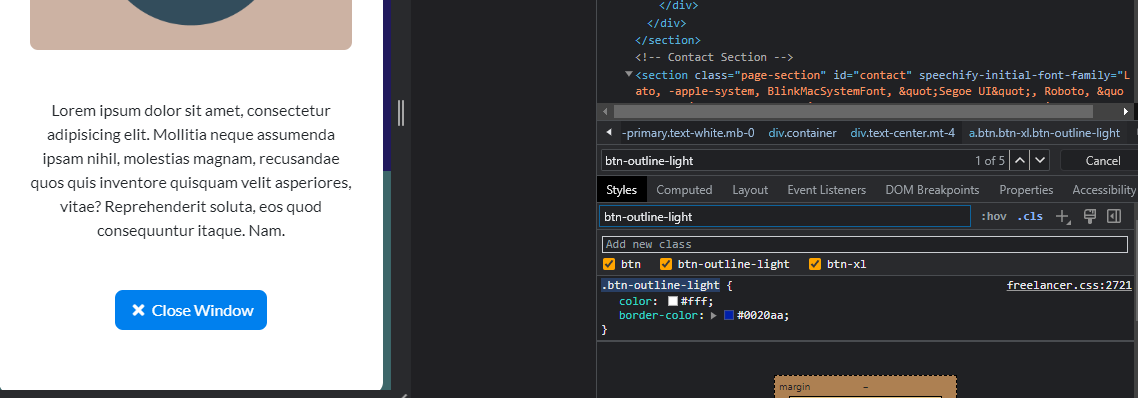 Lorem ipsum dolor sit amet, consectetur
adipisicing elit. Mollitia neque assumenda
ipsam nihil, molestias magnam, recusandae
quos quis inventore quisquam velit asperiores,
vitae? Reprehenderit soluta, eos quod
consequuntur itaque. Nam.
Close Window
</div>
</div>
</section>
<!-- Contact Section -->
<section class="page-section" id="contact" speechify-initial-font-family="L
ato, -apple-system, BlinkMacSystemFont, &quot;Segoe UI&quot;, Roboto, &quo
-primary.text-white.mb-0 div.container div.text-center.mt-4 a.btn.btn-xl.btn-outline-light
btn-outline-light 1 of 5 Cancel
Styles Computed Layout Event Listeners DOM Breakpoints Properties Accessibility
btn-outline-light :hov .cls
Add new class
btn btn-outline-light btn-xl
.btn-outline-light { freelancer.css:2721
color: #fff;
border-color: #0020aa;
}
margin -